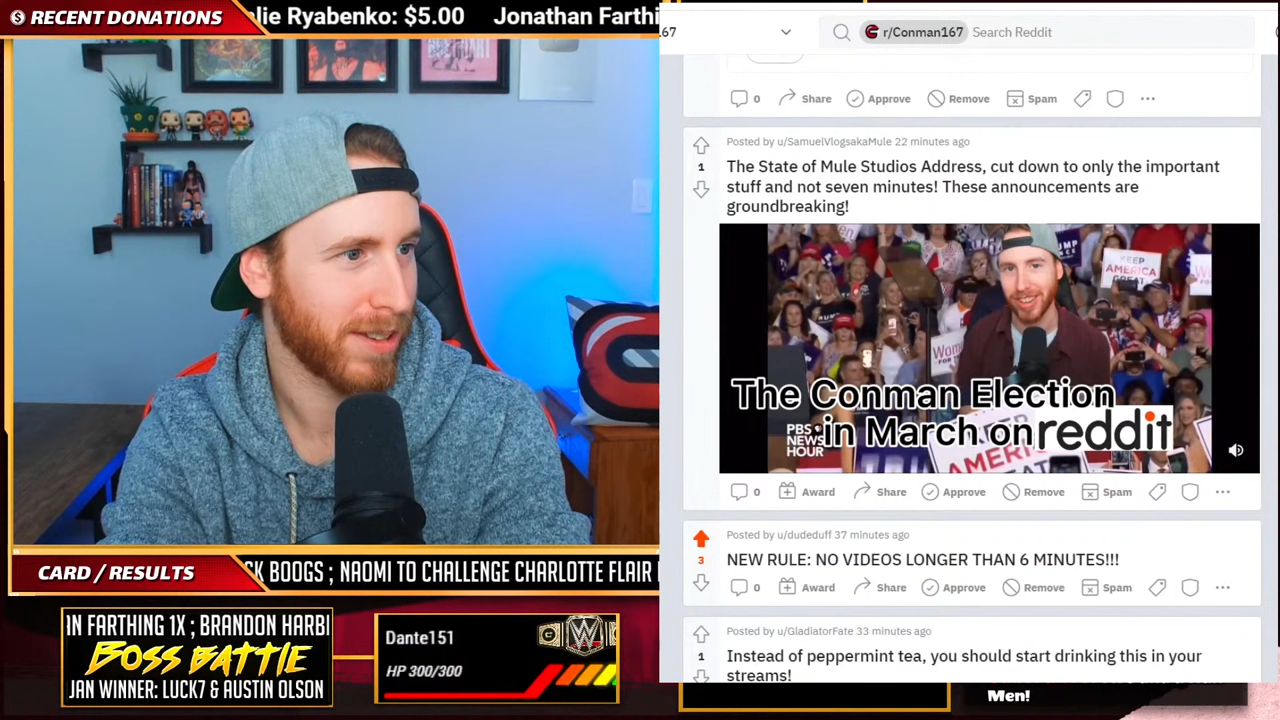 RECENT DONATIONS
lie Ryabenko: $5.00 Jonathan Farthi
.67
r/Conman167 Search Reddit
0 Share Approve Remove Spam
Posted by u/SamuelVlogsakaMule 22 minutes ago
1
The State of Mule Studios Address, cut down to only the important
stuff and not seven minutes! These announcements are
groundbreaking!
KEEP
AMERICA
GREAT
TRUMP
Wom
FOR
The Conman Election
in March on reddit
PBS
NEWS
HOUR
KEEP
AMERICA
0 Award Share Approve Remove Spam
Posted by u/dudeduff 37 minutes ago
3
NEW RULE: NO VIDEOS LONGER THAN 6 MINUTES!!!
0 Award Share Approve Remove Spam
Posted by u/GladiatorFate 33 minutes ago
1
Instead of peppermint tea, you should start drinking this in your
streams!
CARD / RESULTS
CK BOOGS ; NAOMI TO CHALLENGE CHARLOTTE FLAIR
IN FARTHING 1X ; BRANDON HARBI
BOSS BATTLE
JAN WINNER: LUCK7 & AUSTIN OLSON
Dante151
HP 300/300
Men!